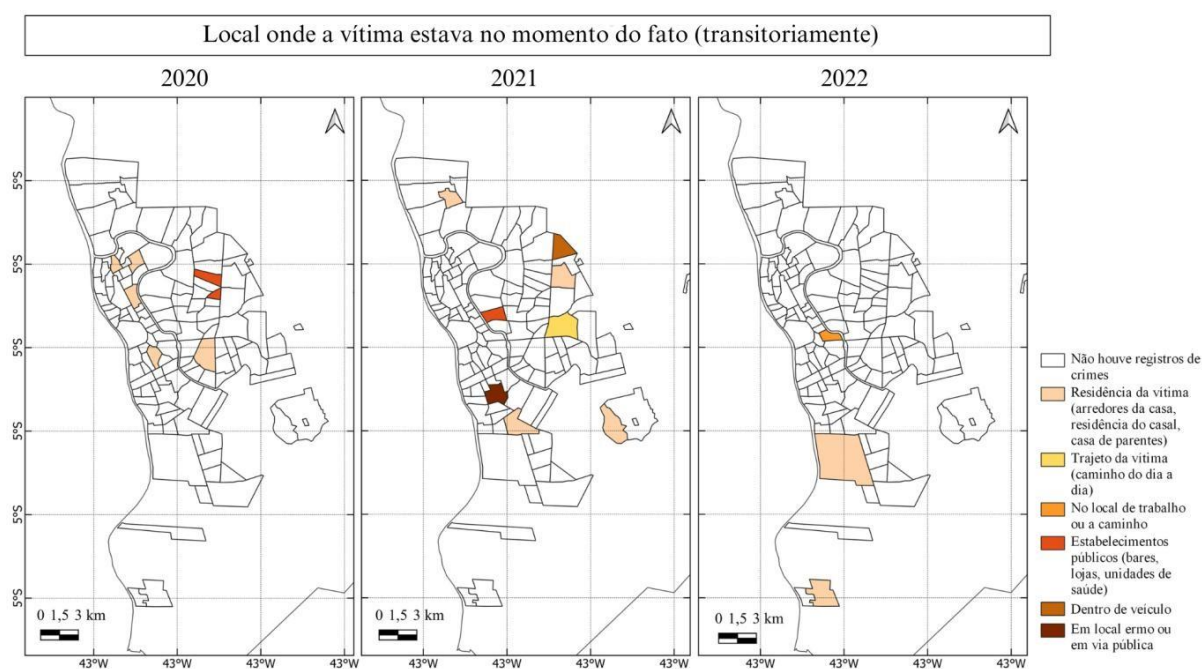 Local onde a vítima estava no momento do fato (transitoriamente)
2020
2021
2022
5°S
5°S
5°S
5°S
5°S
5°S
0 1,5 3 km
0 1,5 3 km
0 1,5 3 km
43°W
43°W
43°W
43°W
43°W
43°W
43°W
43°W
43°W
43°W
43°W
43°W
Não houve registros de
crimes
Residência da vítima
(arredores da casa,
residência do casal,
casa de parentes)
Trajeto da vítima
(caminho do dia a
dia)
No local de trabalho
ou a caminho
Estabelecimentos
públicos (bares,
lojas, unidades de
saúde)
Dentro de veículo
Em local ermo ou
em via pública